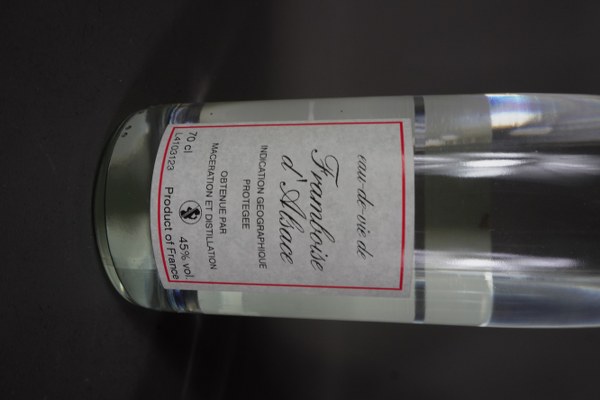 eau-de-vie de
Framboise
d'Alsace
INDICATION GEOGRAPHIQUE
PROTEGEE
OBTENUE PAR
MACERATION ET DISTILLATION
70 cl
45% vol.
L4103123
Product of France